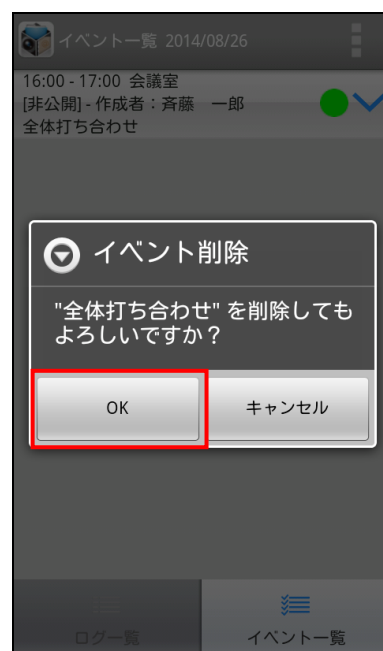 イベント一覧 2014/08/26
16:00 - 17:00 会議室
[非公開] - 作成者：斉藤　一郎
全体打ち合わせ
イベント削除
"全体打ち合わせ" を削除しても
よろしいですか？
OK
キャンセル
ログ一覧
イベント一覧